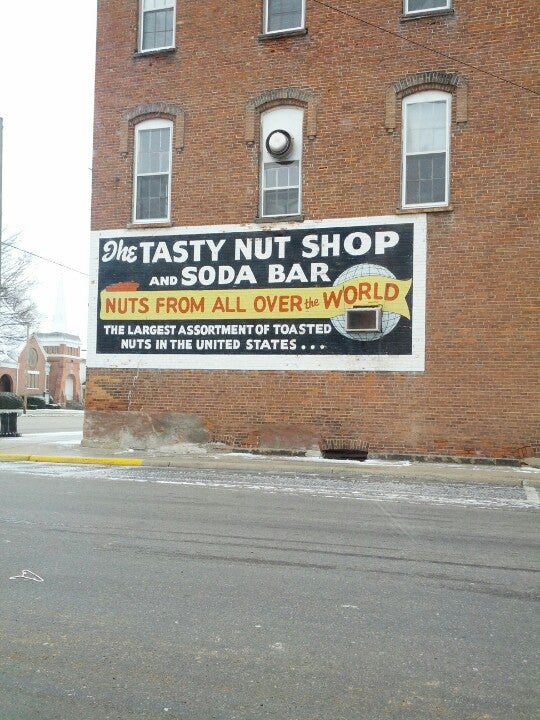 The TASTY NUT SHOP
AND SODA BAR
NUTS FROM ALL OVER the WORLD
THE LARGEST ASSORTMENT OF TOASTED
NUTS IN THE UNITED STATES...